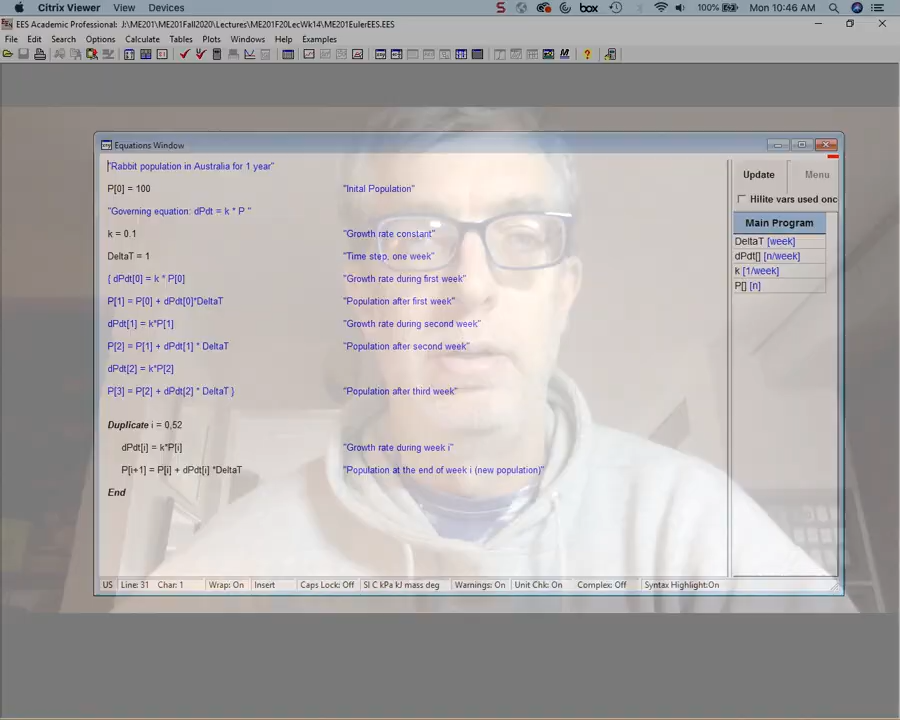 Citrix Viewer View Devices box 100% Mon 10:46 AM
EES Academic Professional: J:\ME201\ME201Fall2020\Lectures\ME201F20LecWk14\ME201EulerEES.EES
File Edit Search Options Calculate Tables Plots Windows Help Examples
Equations Window
"Rabbit population in Australia for 1 year"
P[0] = 100 "Inital Population"
"Governing equation: dPdt = k * P "
k = 0.1 "Growth rate constant"
DeltaT = 1 "Time step, one week"
{ dPdt[0] = k * P[0] "Growth rate during first week"
P[1] = P[0] + dPdt[0]*DeltaT "Population after first week"
dPdt[1] = k*P[1] "Growth rate during second week"
P[2] = P[1] + dPdt[1] * DeltaT "Population after second week"
dPdt[2] = k*P[2]
P[3] = P[2] + dPdt[2] * DeltaT } "Population after third week"
Duplicate i = 0,52
dPdt[i] = k*P[i] "Growth rate during week i"
P[i+1] = P[i] + dPdt[i] *DeltaT "Population at the end of week i (new population)"
End
Update Menu
Hilite vars used onc
Main Program
DeltaT [week]
dPdt[] [n/week]
k [1/week]
P[] [n]
US Line: 31 Char: 1 Wrap: On Insert Caps Lock: Off SI C kPa kJ mass deg Warnings: On Unit Chk: On Complex: Off Syntax Highlight:On